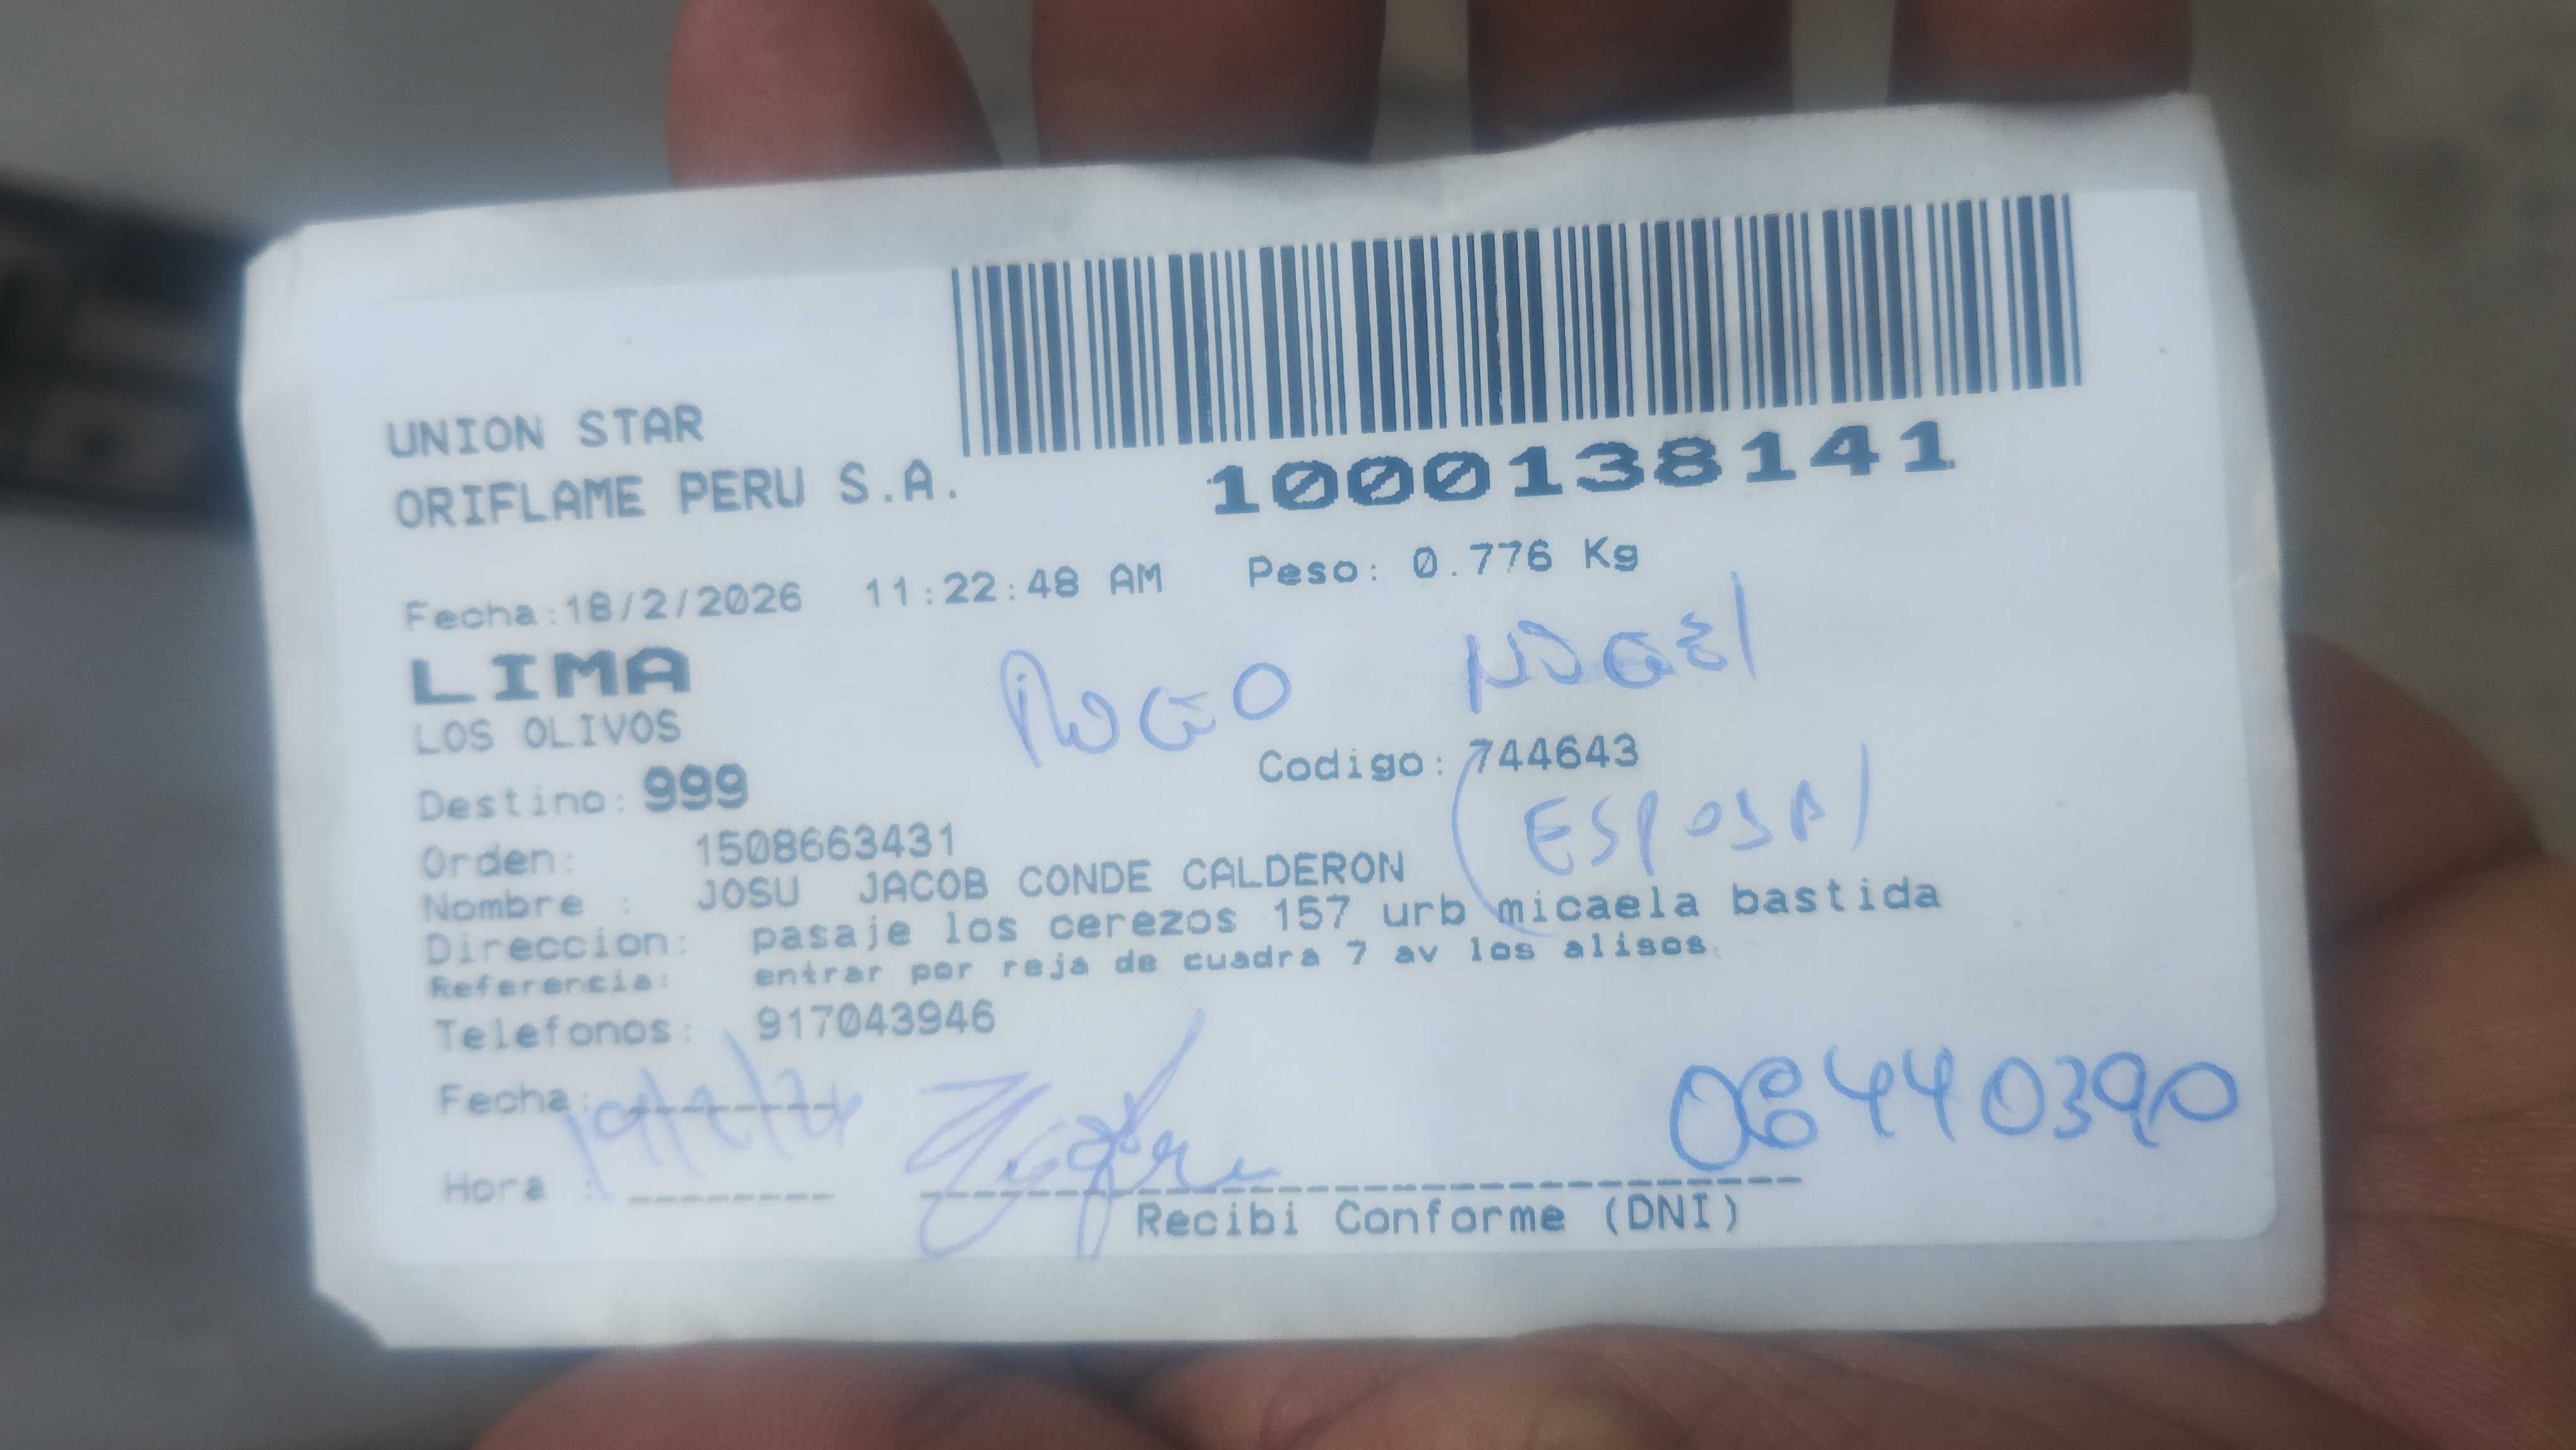 UNION STAR
ORIFLAME PERU S.A.
1000138141
Fecha:18/2/2026 11:22:48 AM Peso: 0.776 Kg
LIMA
LOS OLIVOS
Destino: 999
Codigo: 744643
(ESPOSA)
Orden: 1508663431
Nombre : JOSU JACOB CONDE CALDERON
Direccion: pasaje los cerezos 157 urb micaela bastida
Referencia: entrar por reja de cuadra 7 av los alisos
Telefonos: 917043946
Fecha:
06440390
Hora :
Recibi Conforme (DNI)